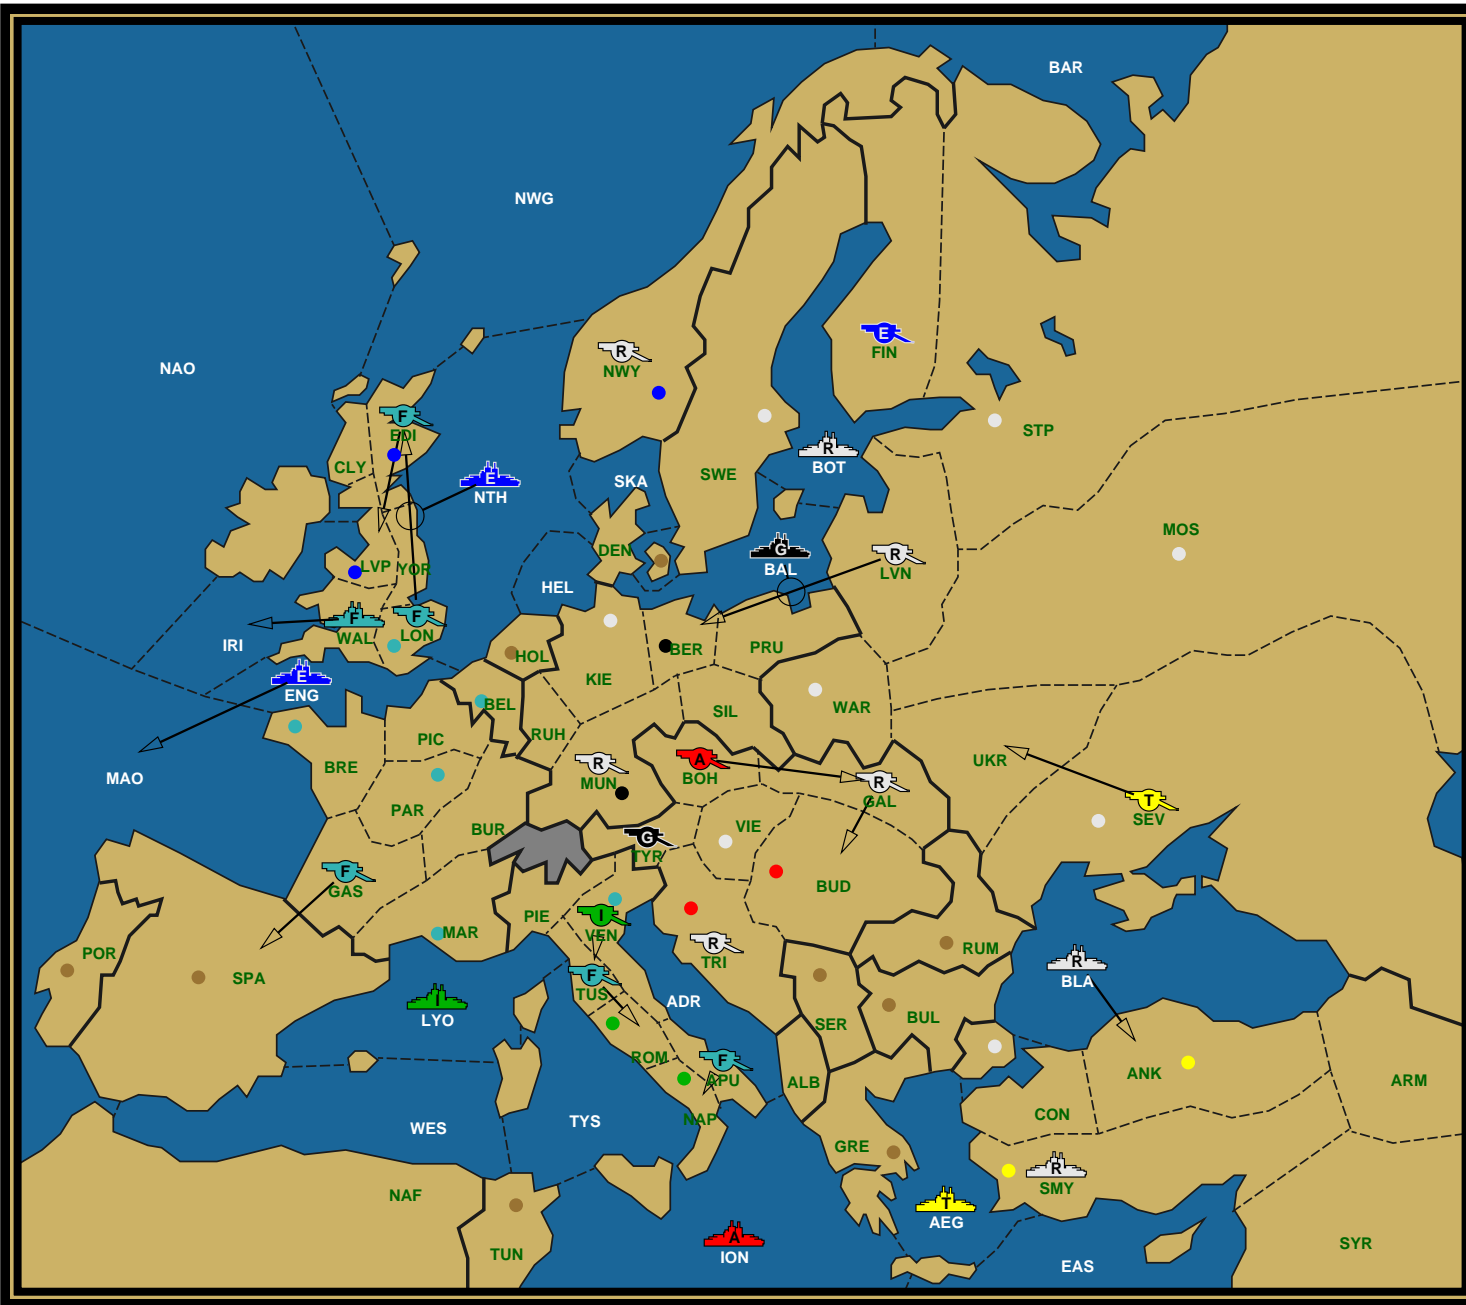 BAR
NWG
E
FIN
NAO
R
NWY
F
EDI
STP
R
BOT
CLY
SKA
SWE
E
NTH
MOS
DEN
G
BAL
R
LVN
LVP
YOR
HEL
F
WAL
F
LON
IRI
HOL
BER
PRU
KIE
E
ENG
BEL
SIL
WAR
RUH
PIC
R
MUN
A
BOH
R
GAL
UKR
BRE
MAO
PAR
T
SEV
BUR
VIE
G
TYR
F
GAS
BUD
PIE
I
VEN
MAR
R
TRI
RUM
POR
SPA
F
TUS
R
BLA
I
LYO
ADR
SER
BUL
ROM
F
APU
ANK
ALB
ARM
CON
WES
TYS
NAP
GRE
R
SMY
NAF
T
AEG
A
ION
TUN
EAS
SYR